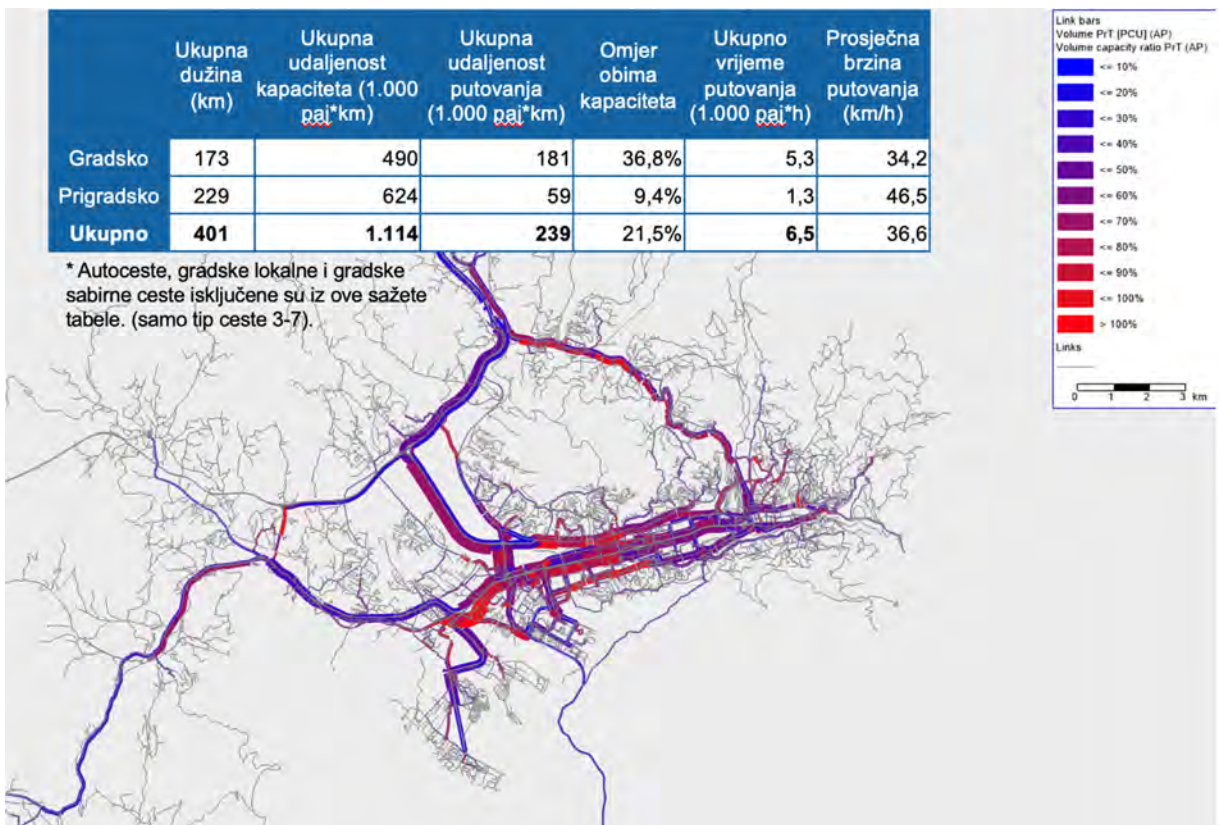 Ukupna dužina (km)
Ukupna udaljenost kapaciteta (1.000 paj*km)
Ukupna udaljenost putovanja (1.000 paj*km)
Omjer obima kapaciteta
Ukupno vrijeme putovanja (1.000 paj*h)
Prosječna brzina putovanja (km/h)
Gradsko 173 490 181 36,8% 5,3 34,2
Prigradsko 229 624 59 9,4% 1,3 46,5
Ukupno 401 1.114 239 21,5% 6,5 36,6
* Autoceste, gradske lokalne i gradske
sabirne ceste isključene su iz ove sažete
tabele. (samo tip ceste 3-7).
Link bars
Volume PrT [PCU] (AP)
Volume capacity ratio PrT (AP)
<= 10%
<= 20%
<= 30%
<= 40%
<= 50%
<= 60%
<= 70%
<= 80%
<= 90%
<= 100%
> 100%
Links
0 1 2 3 km